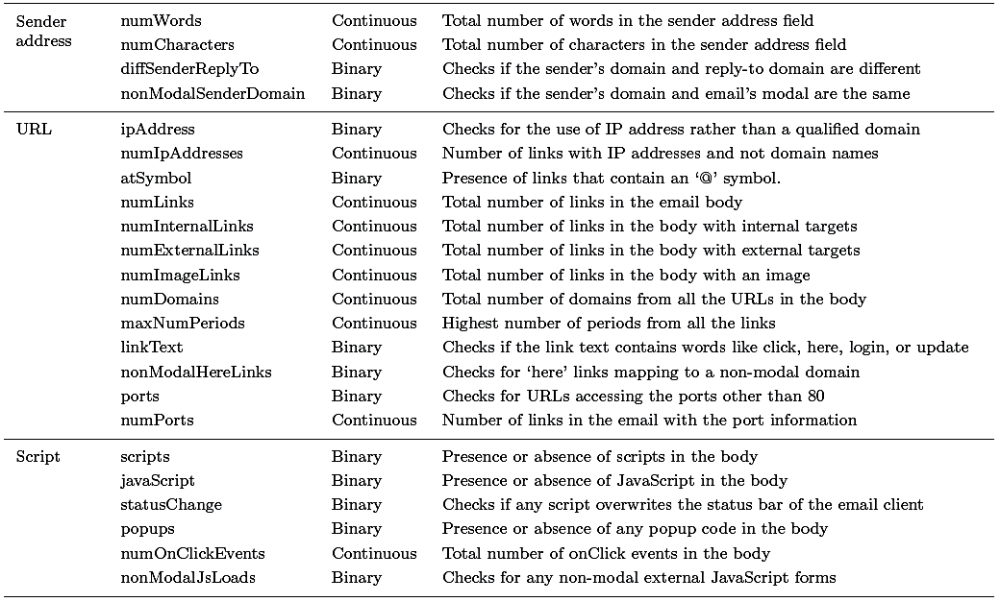 Sender address numWords Continuous Total number of words in the sender address field
numCharacters Continuous Total number of characters in the sender address field
diffSenderReplyTo Binary Checks if the sender's domain and reply-to domain are different
nonModalSenderDomain Binary Checks if the sender's domain and email's modal are the same
URL ipAddress Binary Checks for the use of IP address rather than a qualified domain
numIpAddresses Continuous Number of links with IP addresses and not domain names
atSymbol Binary Presence of links that contain an ‘@’ symbol.
numLinks Continuous Total number of links in the email body
numInternalLinks Continuous Total number of links in the body with internal targets
numExternalLinks Continuous Total number of links in the body with external targets
numImageLinks Continuous Total number of links in the body with an image
numDomains Continuous Total number of domains from all the URLs in the body
maxNumPeriods Continuous Highest number of periods from all the links
linkText Binary Checks if the link text contains words like click, here, login, or update
nonModalHereLinks Binary Checks for ‘here’ links mapping to a non-modal domain
ports Binary Checks for URLs accessing the ports other than 80
numPorts Continuous Number of links in the email with the port information
Script scripts Binary Presence or absence of scripts in the body
javaScript Binary Presence or absence of JavaScript in the body
statusChange Binary Checks if any script overwrites the status bar of the email client
popups Binary Presence or absence of any popup code in the body
numOnClickEvents Continuous Total number of onClick events in the body
nonModalJsLoads Binary Checks for any non-modal external JavaScript forms